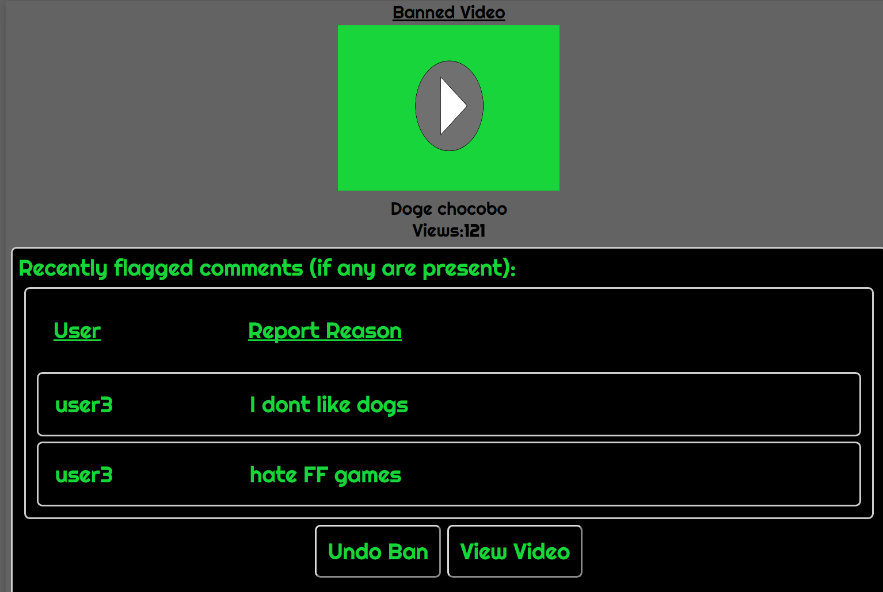 Banned Video
Doge chocobo
Views:121
Recently flagged comments (if any are present):
User Report Reason
user3 I dont like dogs
user3 hate FF games
Undo Ban View Video